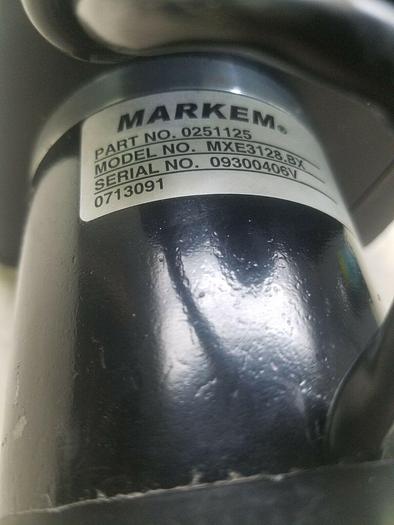 MARKEM®
PART NO. 0251125
MODEL NO. MXE3128.BX
SERIAL NO. 09300406V
0713091